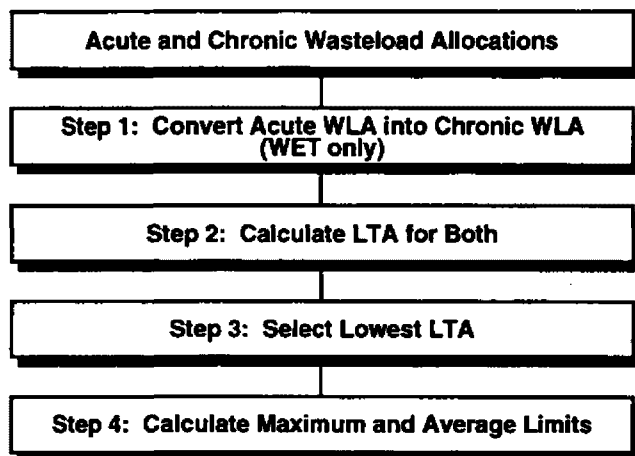 Acute and Chronic Wasteload Allocations
Step 1: Convert Acute WLA into Chronic WLA
(WET only)
Step 2: Calculate LTA for Both
Step 3: Select Lowest LTA
Step 4: Calculate Maximum and Average Limits